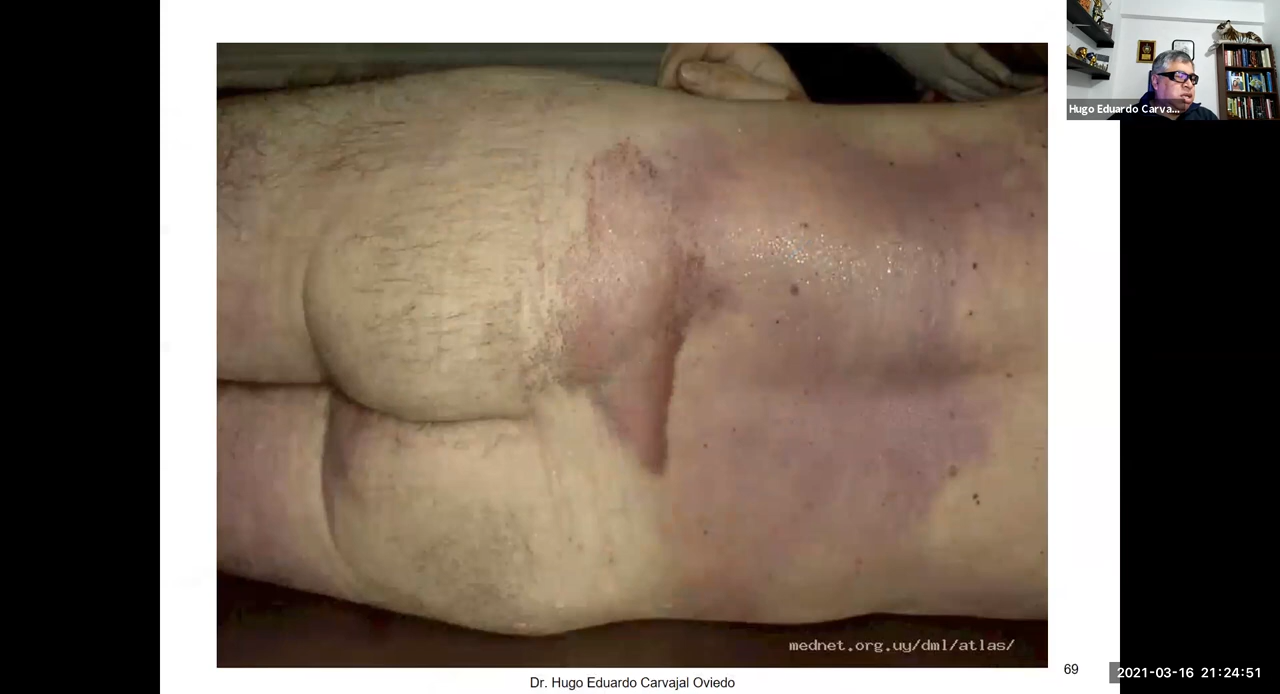 Hugo Eduardo Carva...
mednet.org.uy/dml/atlas/
69
2021-03-16 21:24:51
Dr. Hugo Eduardo Carvajal Oviedo